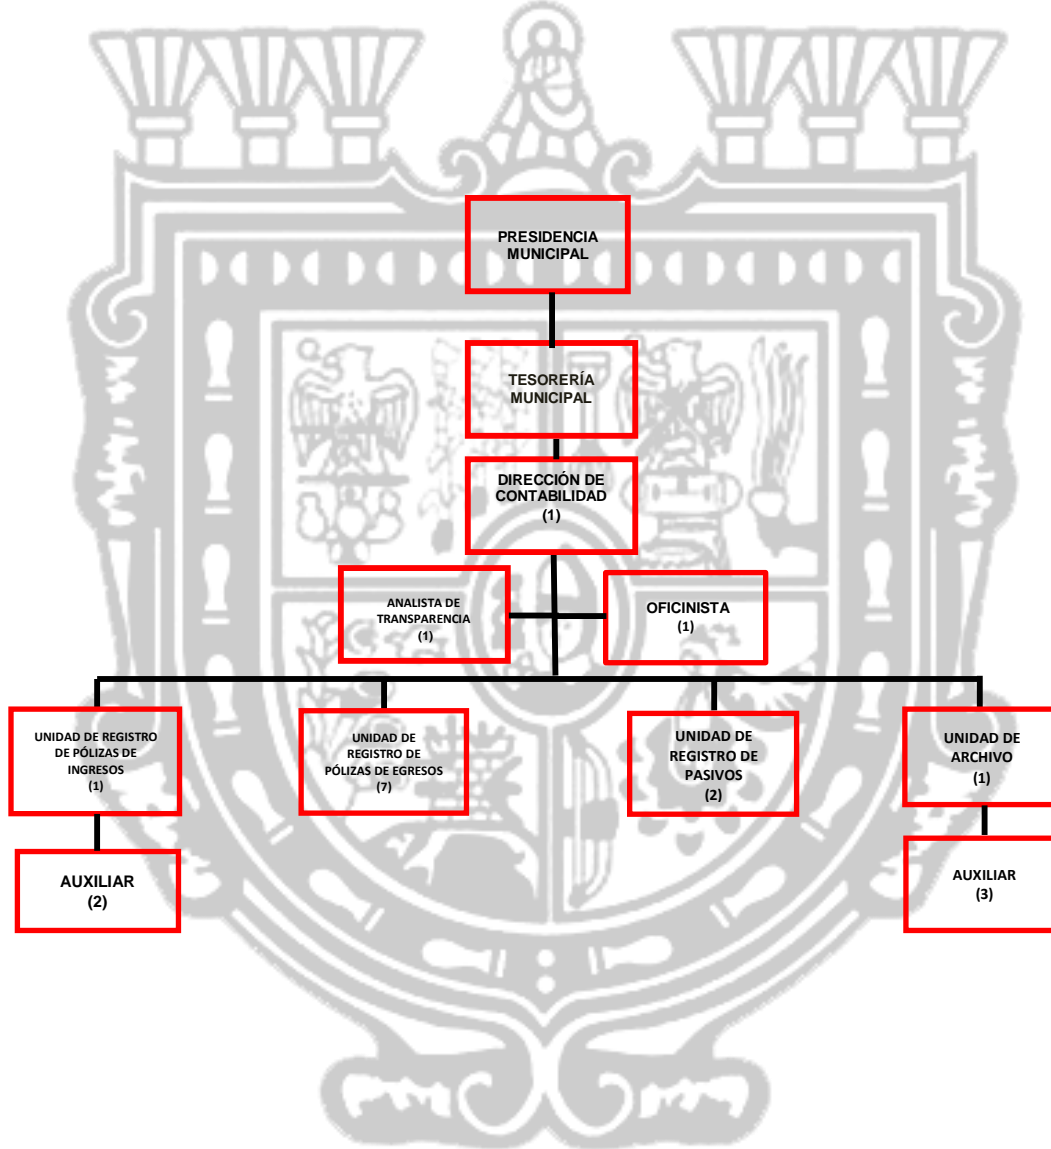 PRESIDENCIA
MUNICIPAL
TESORERÍA
MUNICIPAL
DIRECCIÓN DE
CONTABILIDAD
(1)
ANALISTA DE
TRANSPARENCIA
(1)
OFICINISTA
(1)
UNIDAD DE REGISTRO
DE PÓLIZAS DE
INGRESOS
(1)
UNIDAD DE
REGISTRO DE
PÓLIZAS DE EGRESOS
(7)
UNIDAD DE
REGISTRO DE
PASIVOS
(2)
UNIDAD DE
ARCHIVO
(1)
AUXILIAR
(2)
AUXILIAR
(3)